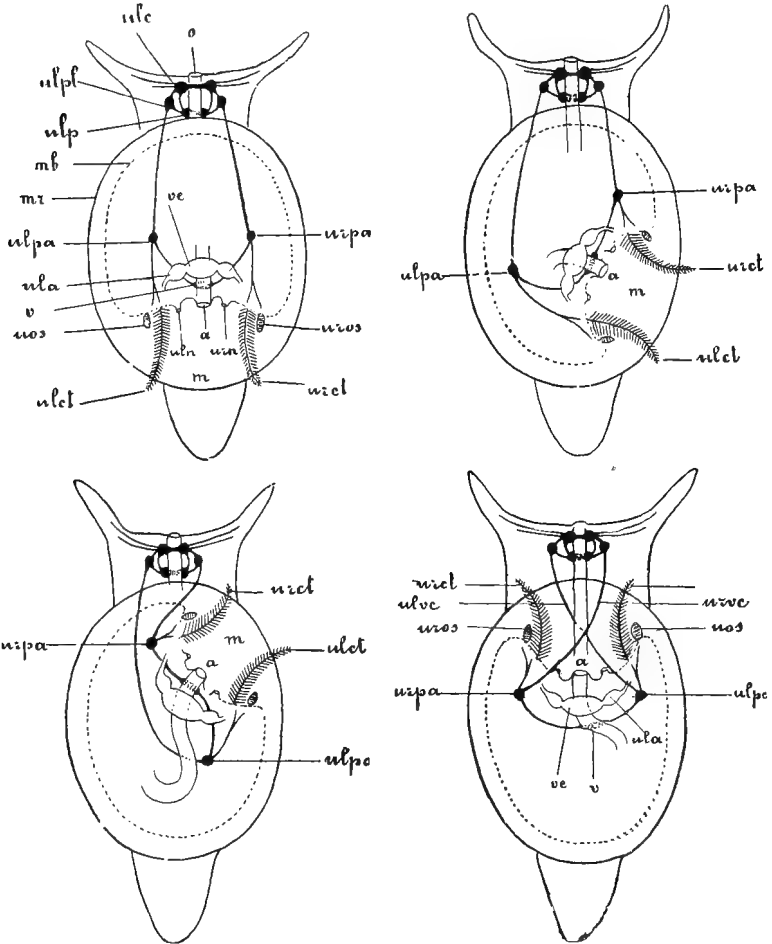 ulc
o
ulpl
ulp
mb
mr
ve
ulpa
urpa
ula
v
uos
uros
uln
a
urn
m
ulct
urct
urpa
ulpa
a
urct
m
ulct
urct
urpa
m
ulct
a
ulpa
urct
ulvc
urvc
uros
uos
a
urpa
ulpa
ula
ve
v